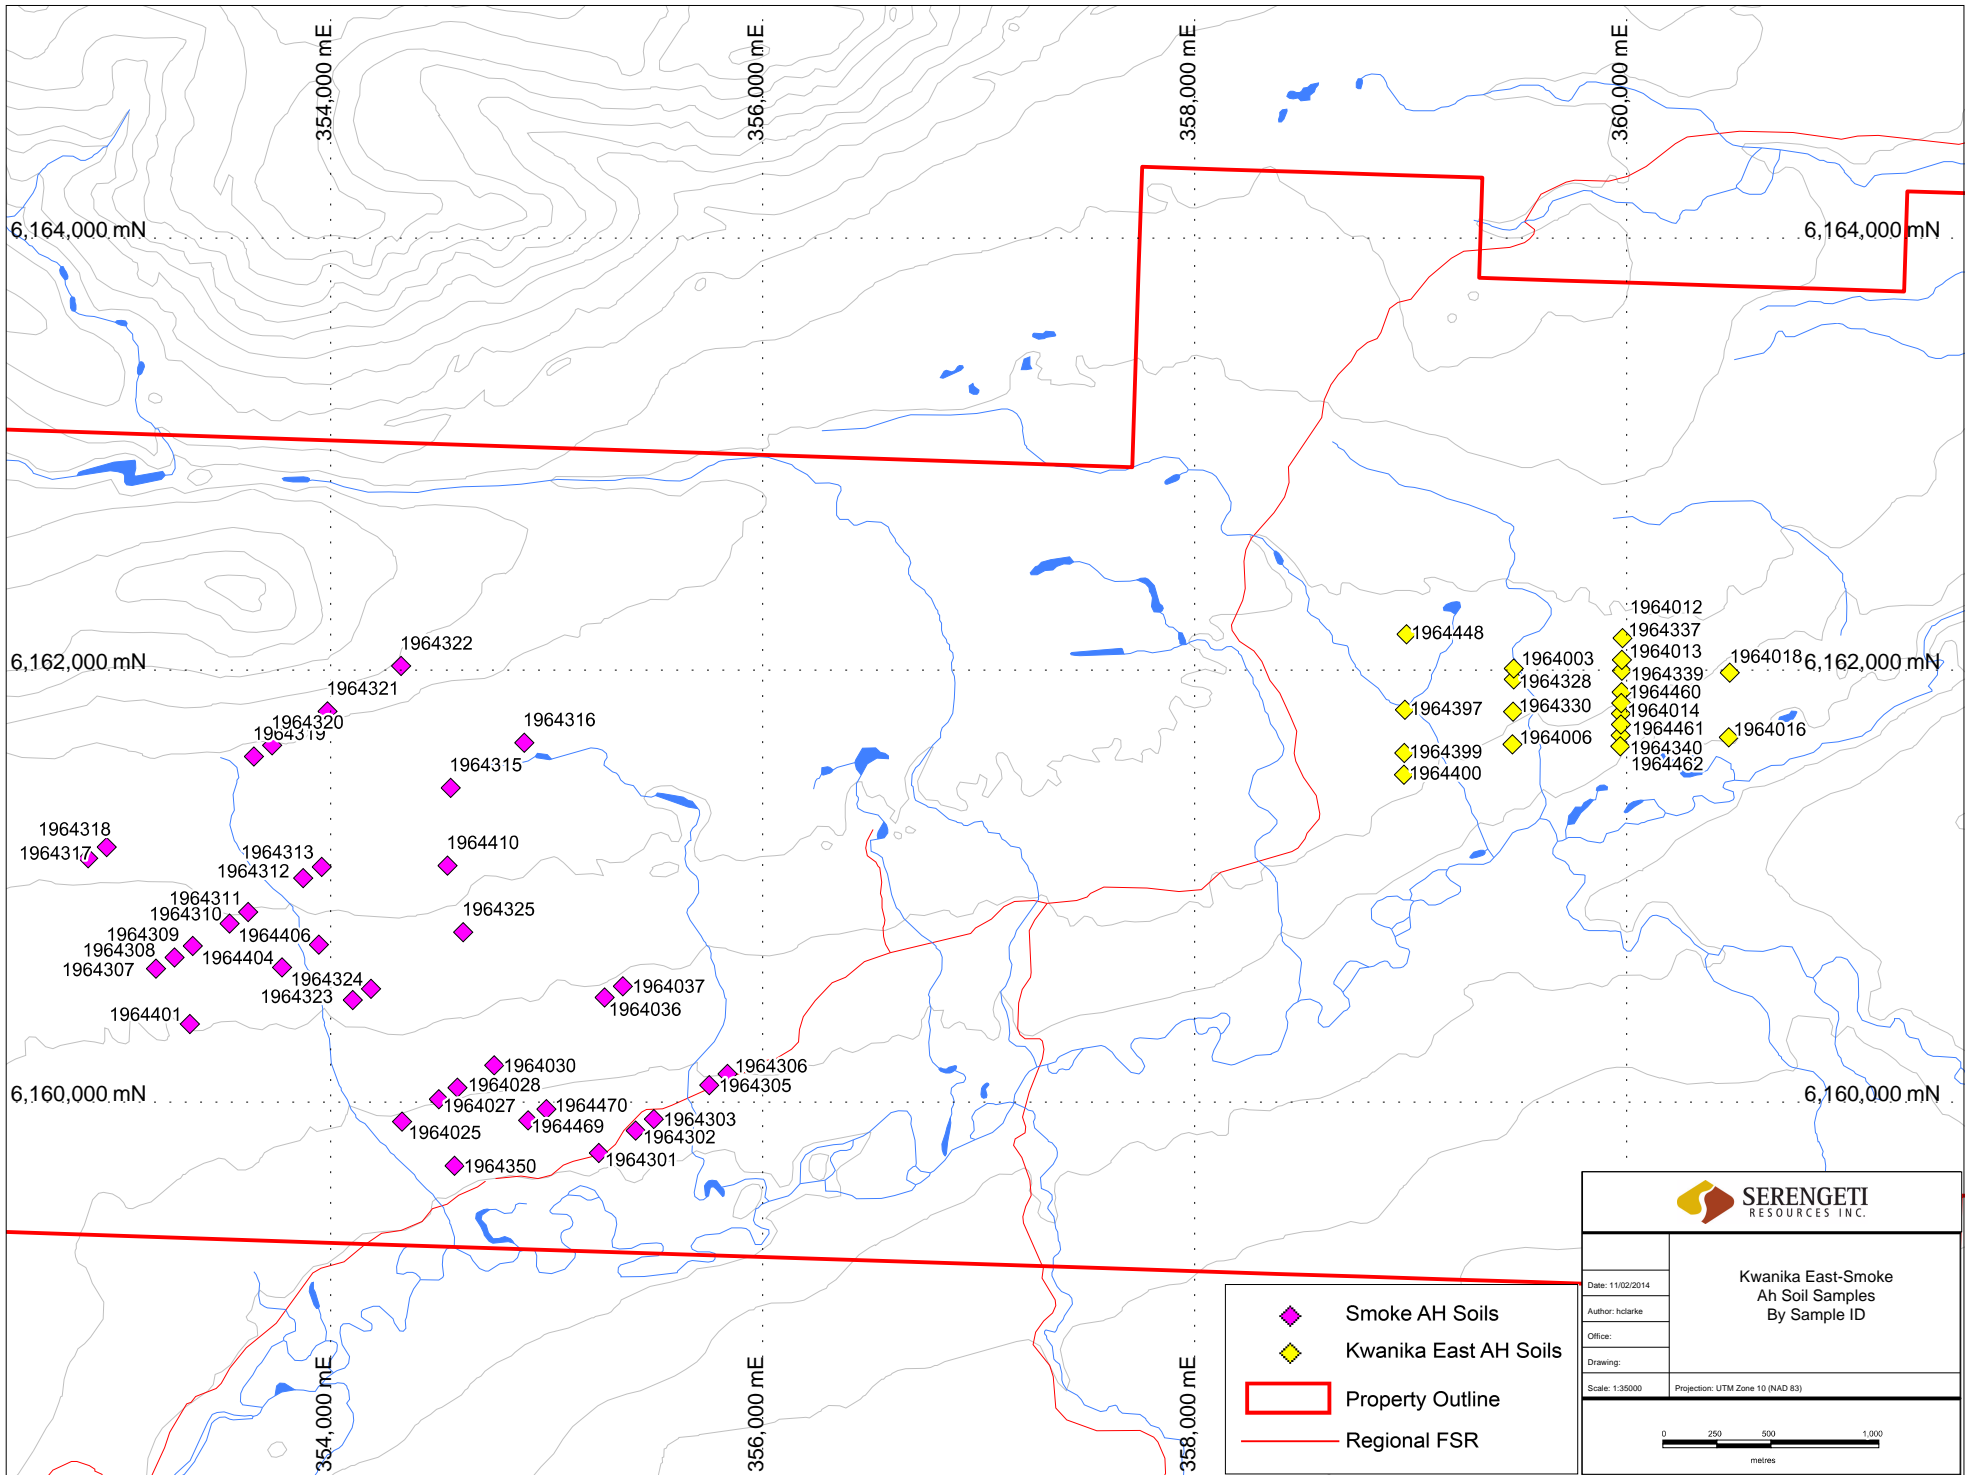 354,000 mE
356,000 mE
358,000 mE
360,000 mE
6,164,000 mN
6,164,000 mN
1964012
1964448
1964337
1964322
1964003
1964013
1964018
6,162,000 mN
6,162,000 mN
1964328
1964339
1964321
1964460
1964397
1964330
1964014
1964320
1964316
1964319
1964461
1964016
1964006
1964340
1964399
1964462
1964315
1964400
1964318
1964317
1964313
1964410
1964312
1964311
1964310
1964325
1964309
1964406
1964308
1964404
1964307
1964324
1964037
1964323
1964036
1964401
1964030
1964306
1964028
1964305
6,160,000 mN
6,160,000 mN
1964027
1964470
1964025
1964469
1964303
1964302
1964301
1964350
SERENGETI
RESOURCES INC.
Kwanika East-Smoke
Ah Soil Samples
By Sample ID
Date: 11/02/2014
Author: hclarke
Office:
Drawing:
Scale: 1:35000
Projection: UTM Zone 10 (NAD 83)
0 250 500 1,000
metres
Smoke AH Soils
Kwanika East AH Soils
Property Outline
Regional FSR
354,000 mE
356,000 mE
358,000 mE